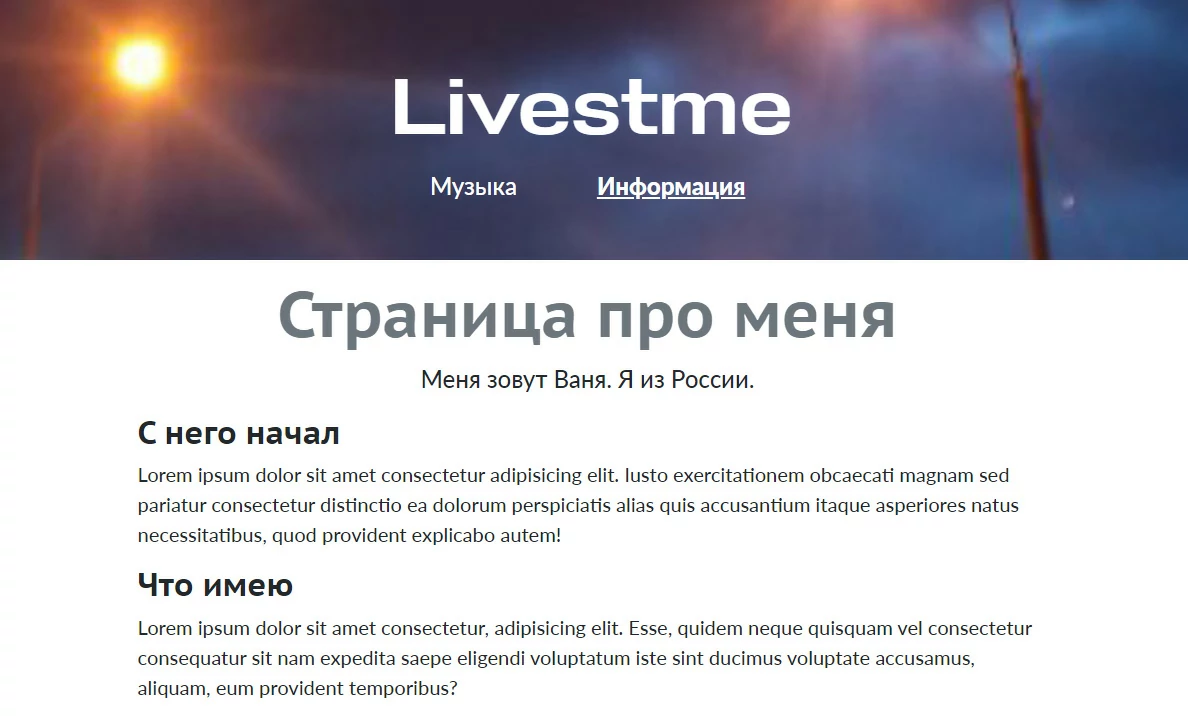 Livestme
Музыка Информация
Страница про меня
Меня зовут Ваня. Я из России.
С него начал
Lorem ipsum dolor sit amet consectetur adipisicing elit. Iusto exercitationem obcaecati magnam sed
pariatur consectetur distinctio ea dolorum perspiciatis alias quis accusantium itaque asperiores natus
necessitatibus, quod provident explicabo autem!
Что имею
Lorem ipsum dolor sit amet consectetur, adipisicing elit. Esse, quidem neque quisquam vel consectetur
consequatur sit nam expedita saepe eligendi voluptatum iste sint ducimus voluptate accusamus,
aliquam, eum provident temporibus?